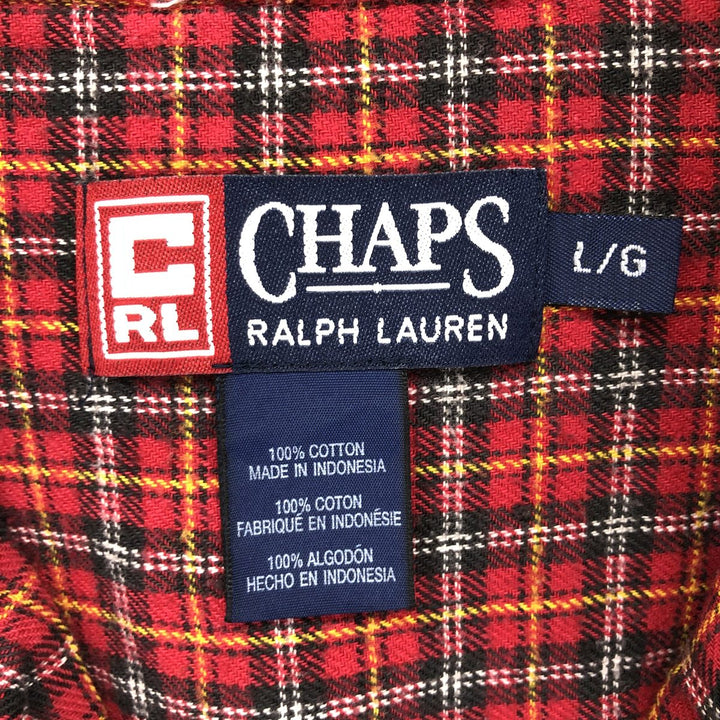 C
RL
CHAPS
RALPH LAUREN
L/G
100% COTTON
MADE IN INDONESIA
100% COTON
FABRIQUÉ EN INDONÉSIE
100% ALGODÓN
HECHO EN INDONESIA